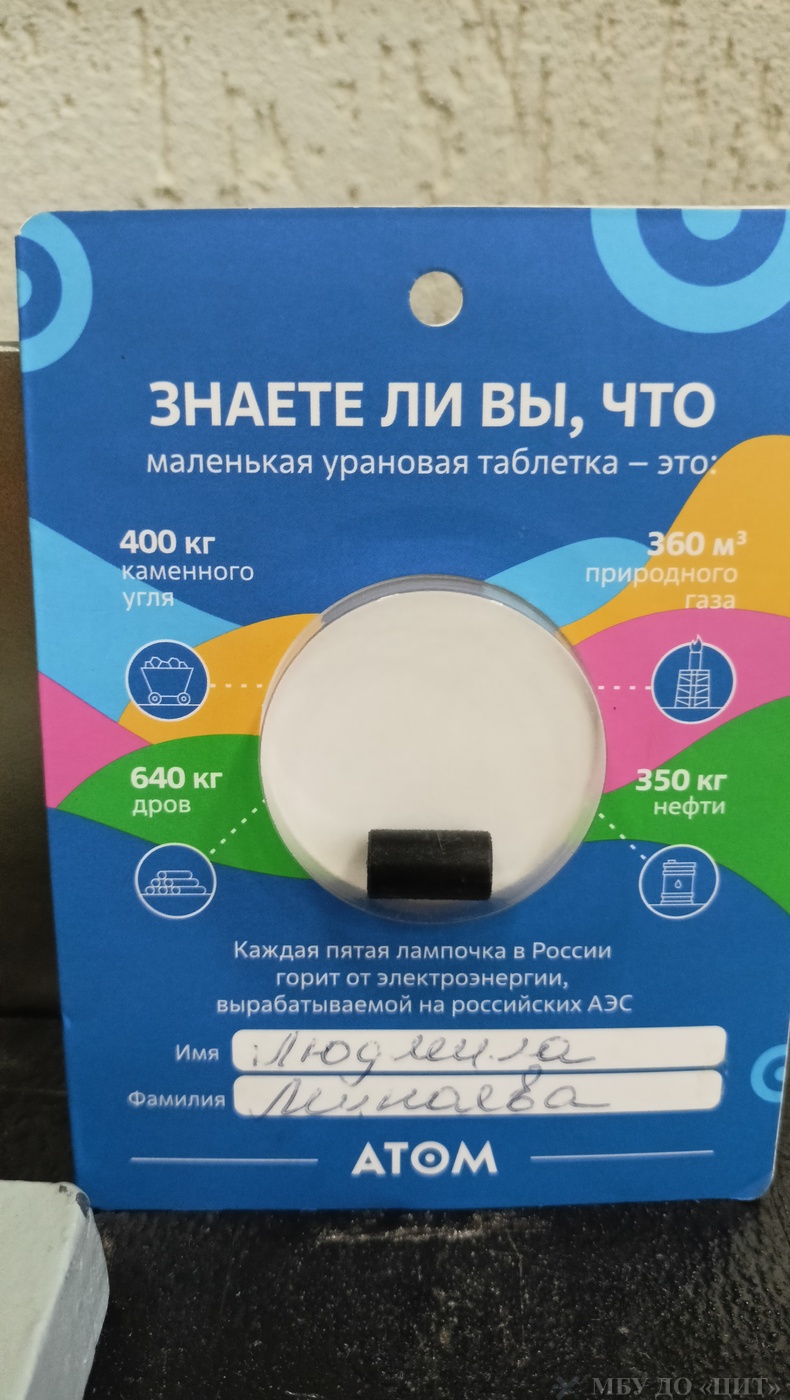 ЗНАЕТЕ ЛИ ВЫ, ЧТО
маленькая урановая таблетка – это:
400 кг
каменного
угля
360 м³
природного
газа
640 кг
дров
350 кг
нефти
Каждая пятая лампочка в России
горит от электроэнергии,
вырабатываемой на российских АЭС
Имя Людмила
Фамилия Минаева
АТОМ
МБУ ДО «ЦИТ»